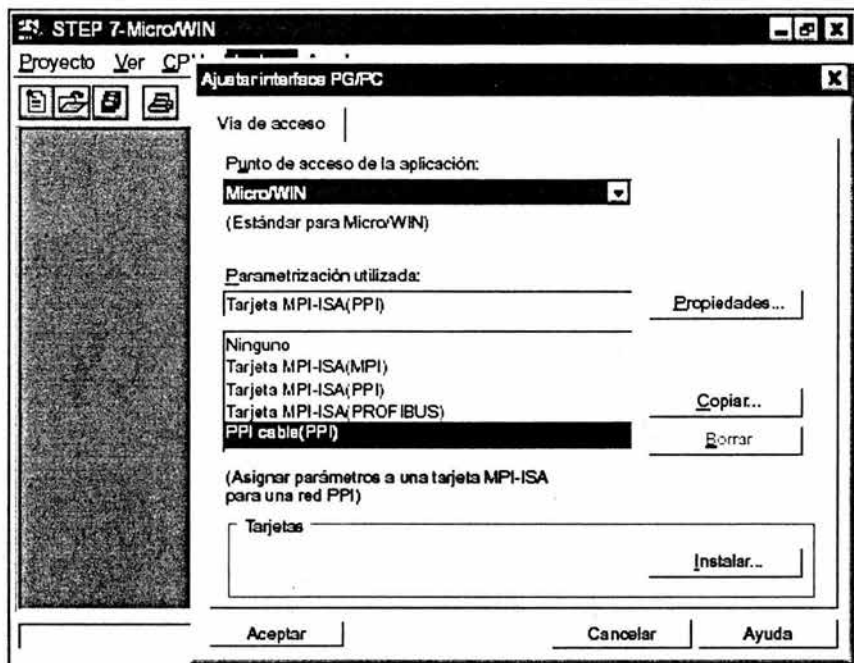 STEP 7-Micro/WIN
Proyecto Ver CP
Ajustar interface PG/PC
Vía de acceso
Punto de acceso de la aplicación:
Micro/WIN
(Estándar para Micro/WIN)
Parametrización utilizada:
Tarjeta MPI-ISA(PPI)
Propiedades...
Ninguno
Tarjeta MPI-ISA(MPI)
Tarjeta MPI-ISA(PPI)
Tarjeta MPI-ISA(PROFIBUS)
PPI cable(PPI)
Copiar...
Borrar
(Asignar parámetros a una tarjeta MPI-ISA
para una red PPI)
Tarjetas
Instalar...
Aceptar
Cancelar
Ayuda